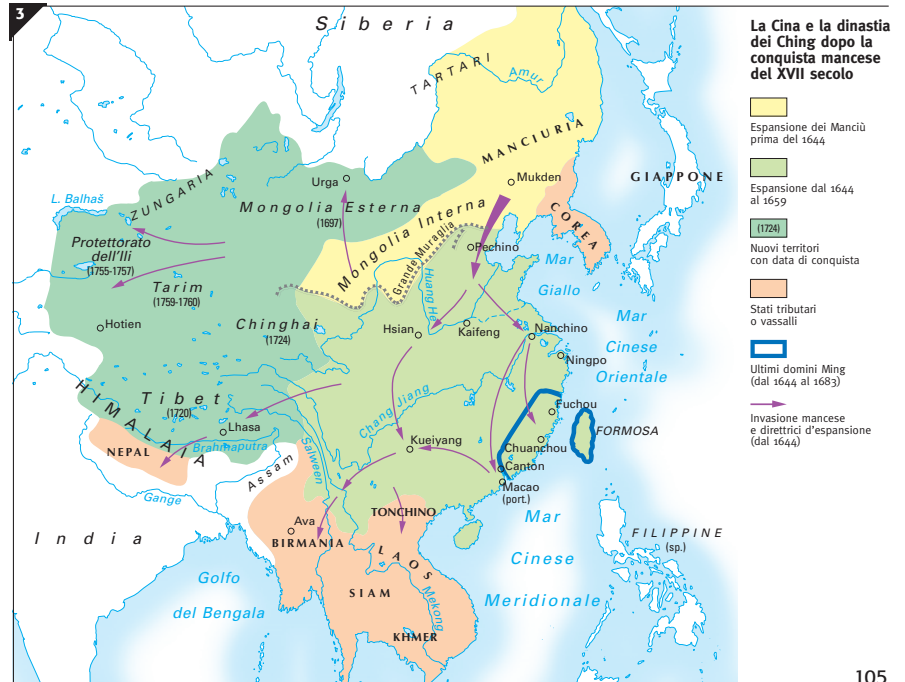 3
Siberia
TARTARI
Amur
MANCIURIA
Mukden
GIAPPONE
COREA
ZUNGARIA
L. Balhaš
Urga
Mongolia Esterna
(1697)
Mongolia Interna
Grande Muraglia
Pechino
Mar
Giallo
Protettorato
dell'Ili
(1755-1757)
Tarim
(1759-1760)
Hotien
Chinghai
(1724)
Huang He
Hsian
Kaifeng
Nanchino
Ningpo
Mar
Cinese
Orientale
HIMALAIA
Tibet
(1720)
Lhasa
Brahmaputra
NEPAL
Assam
Salween
Chang Jiang
Kueiyang
Fuchou
FORMOSA
Chuanchou
Canton
Macao
(port.)
Gange
India
Ava
BIRMANIA
TONCHINO
LAOS
SIAM
Mekong
KHMER
Golfo
del Bengala
Mar
Cinese
Meridionale
FILIPPINE
(sp.)
La Cina e la dinastia
dei Ching dopo la
conquista mancese
del XVII secolo
Espansione dei Manciù
prima del 1644
Espansione dal 1644
al 1659
(1724)
Nuovi territori
con data di conquista
Stati tributari
o vassalli
Ultimi domini Ming
(dal 1644 al 1683)
Invasione mancese
e direttrici d'espansione
(dal 1644)
105